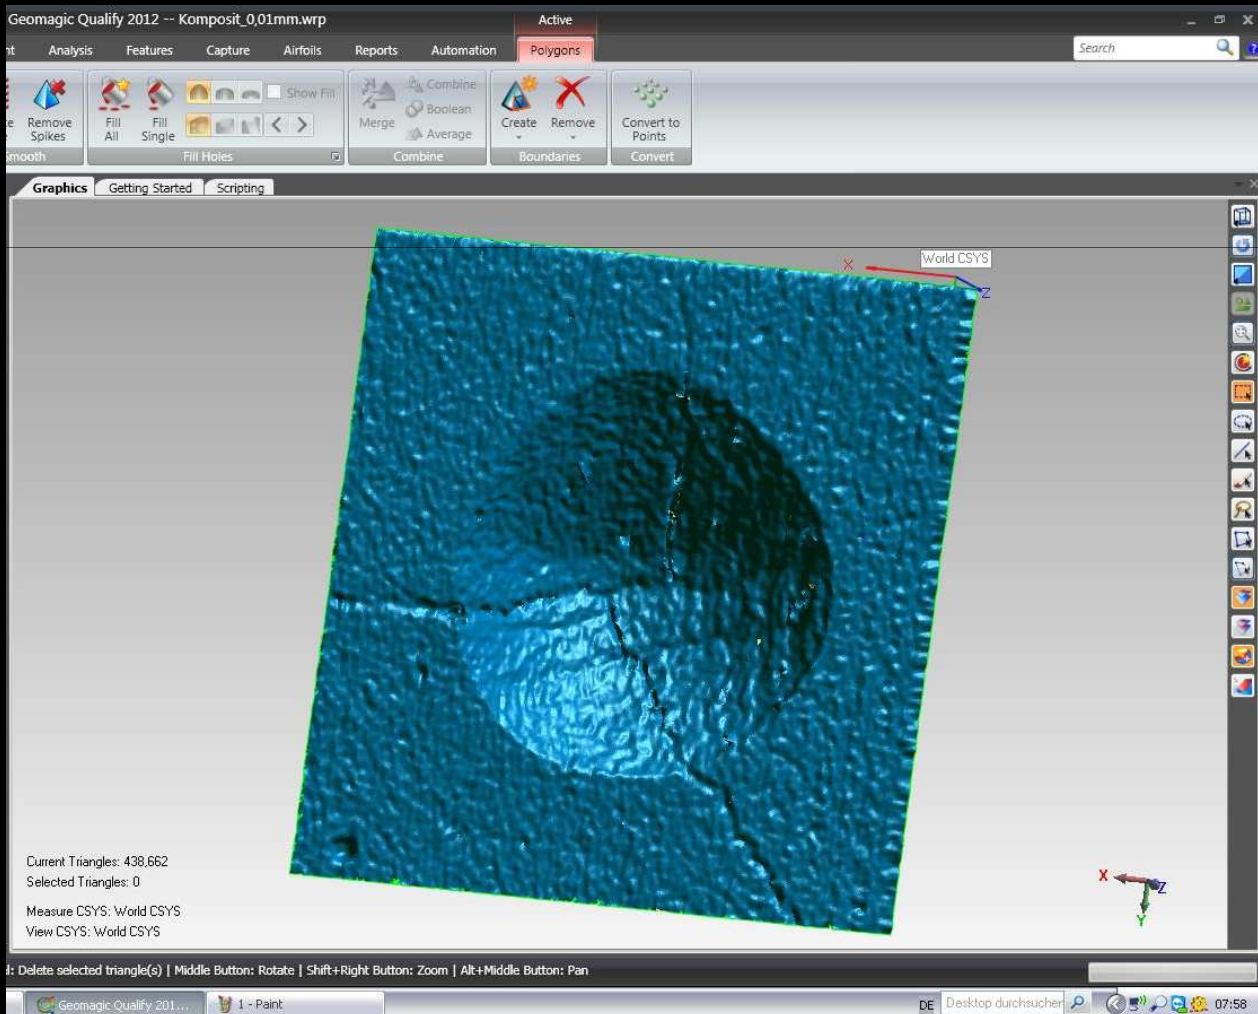 Geomagic Qualify 2012 -- Komposit_0,01mm.wrp
Active
Analysis Features Capture Airfoils Reports Automation Polygons
Search
Remove Spikes
Fill All
Fill Single
Show Fill
Fill Holes
Merge
Combine
Boolean
Average
Combine
Create
Remove
Boundaries
Convert to Points
Convert
Graphics Getting Started Scripting
X World CSYS
Z
Current Triangles: 438,662
Selected Triangles: 0
Measure CSYS: World CSYS
View CSYS: World CSYS
X Z
Y
Delete selected triangle(s) | Middle Button: Rotate | Shift+Right Button: Zoom | Alt+Middle Button: Pan
Geomagic Qualify 201... 1 - Paint DE Desktop durchsuchen 07:58